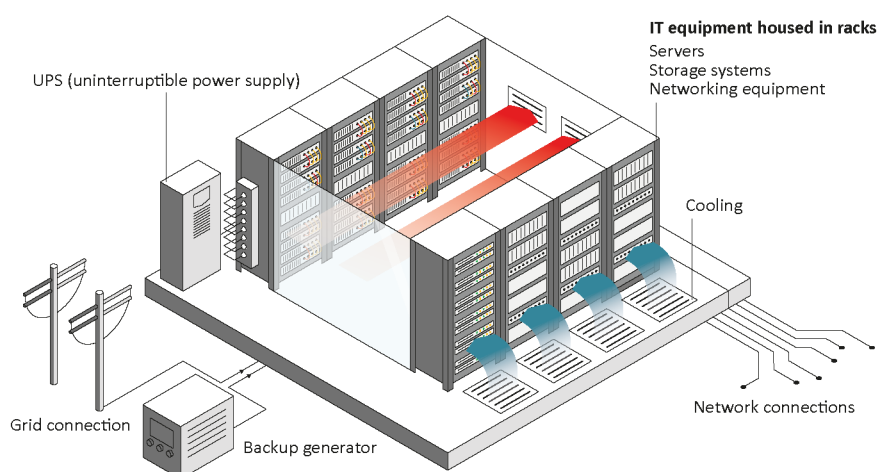 IT equipment housed in racks
Servers
Storage systems
Networking equipment
UPS (uninterruptible power supply)
Cooling
Network connections
Grid connection
Backup generator